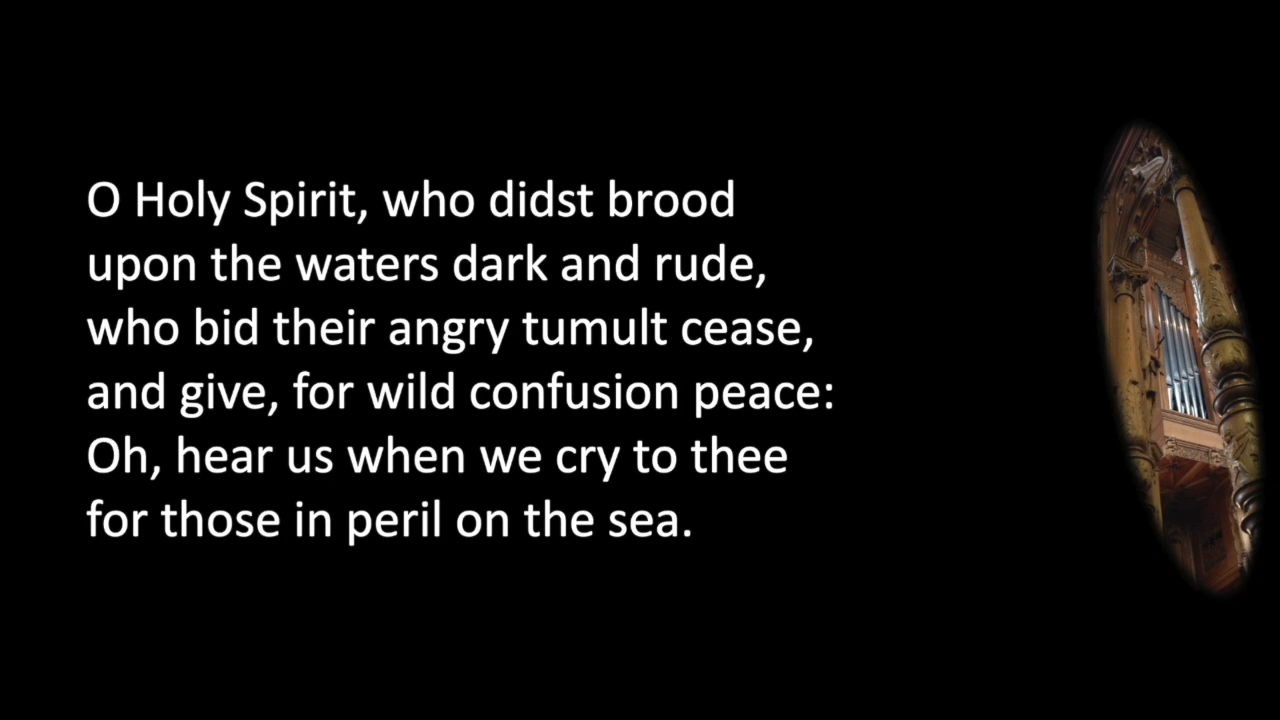 O Holy Spirit, who didst brood
upon the waters dark and rude,
who bid their angry tumult cease,
and give, for wild confusion peace:
Oh, hear us when we cry to thee
for those in peril on the sea.